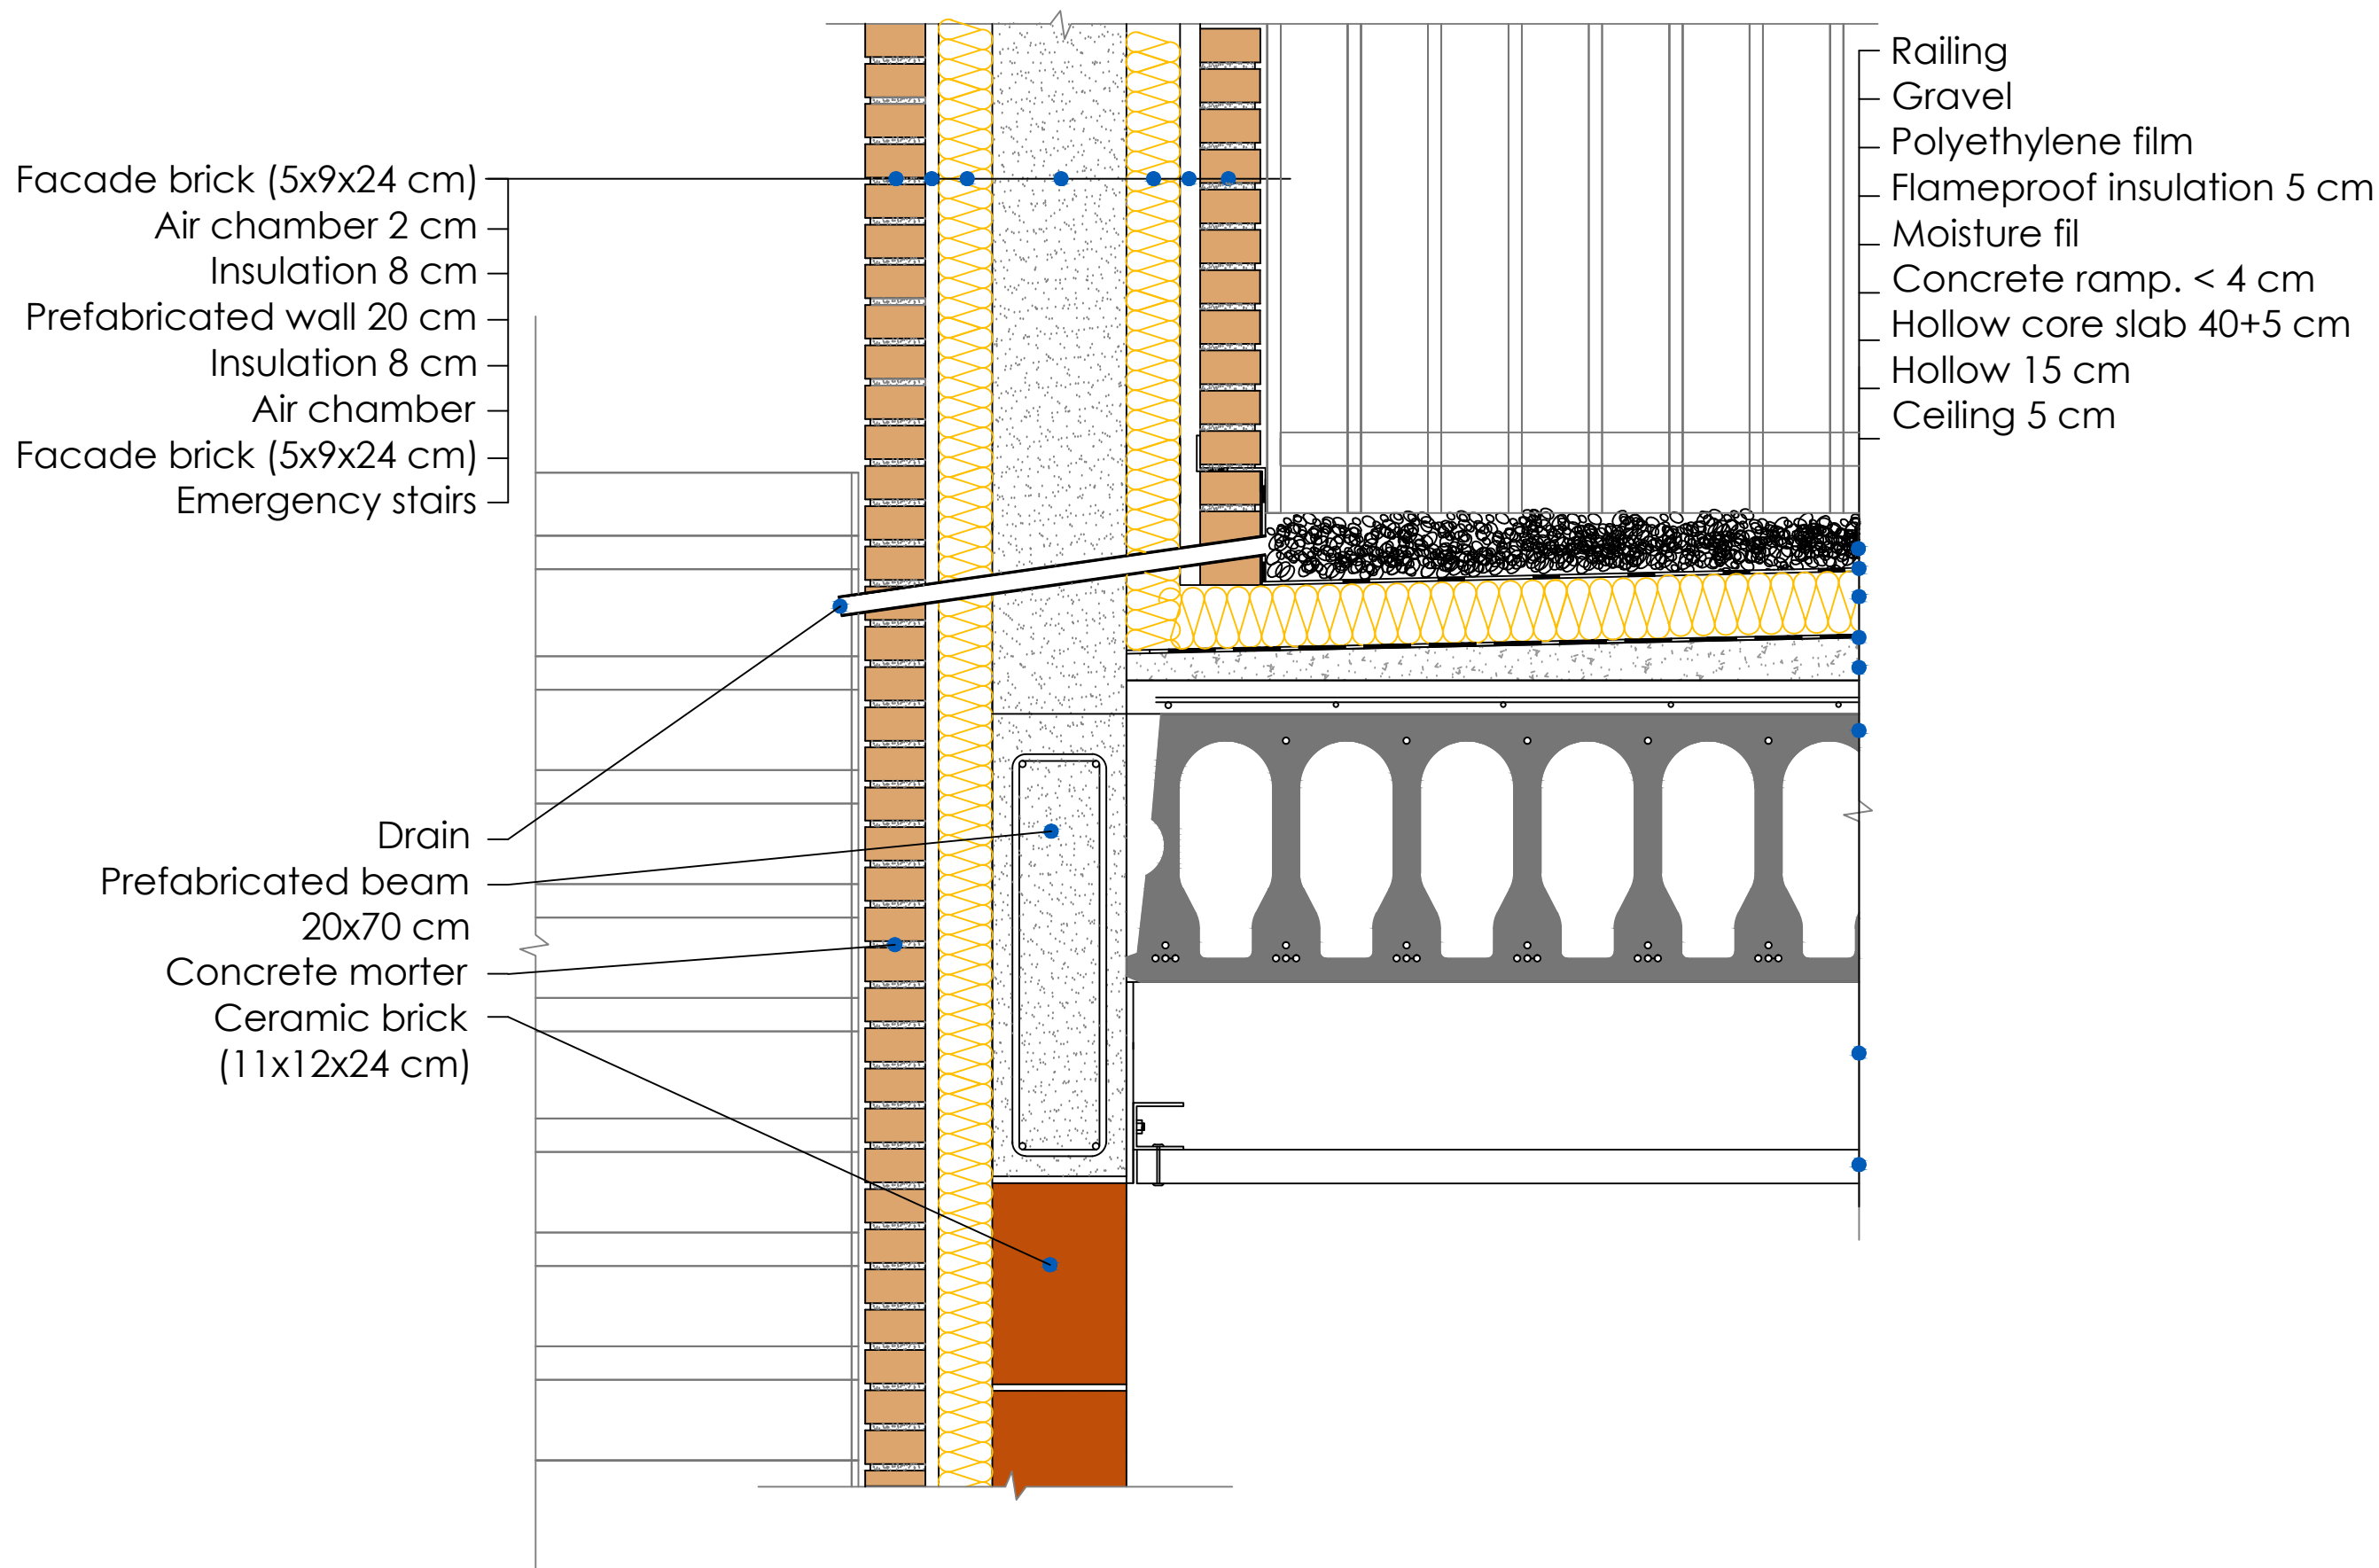 Facade brick (5x9x24 cm)
Air chamber 2 cm
Insulation 8 cm
Prefabricated wall 20 cm
Insulation 8 cm
Air chamber
Facade brick (5x9x24 cm)
Emergency stairs
Drain
Prefabricated beam
20x70 cm
Concrete morter
Ceramic brick
(11x12x24 cm)
Railing
Gravel
Polyethylene film
Flameproof insulation 5 cm
Moisture fil
Concrete ramp. < 4 cm
Hollow core slab 40+5 cm
Hollow 15 cm
Ceiling 5 cm